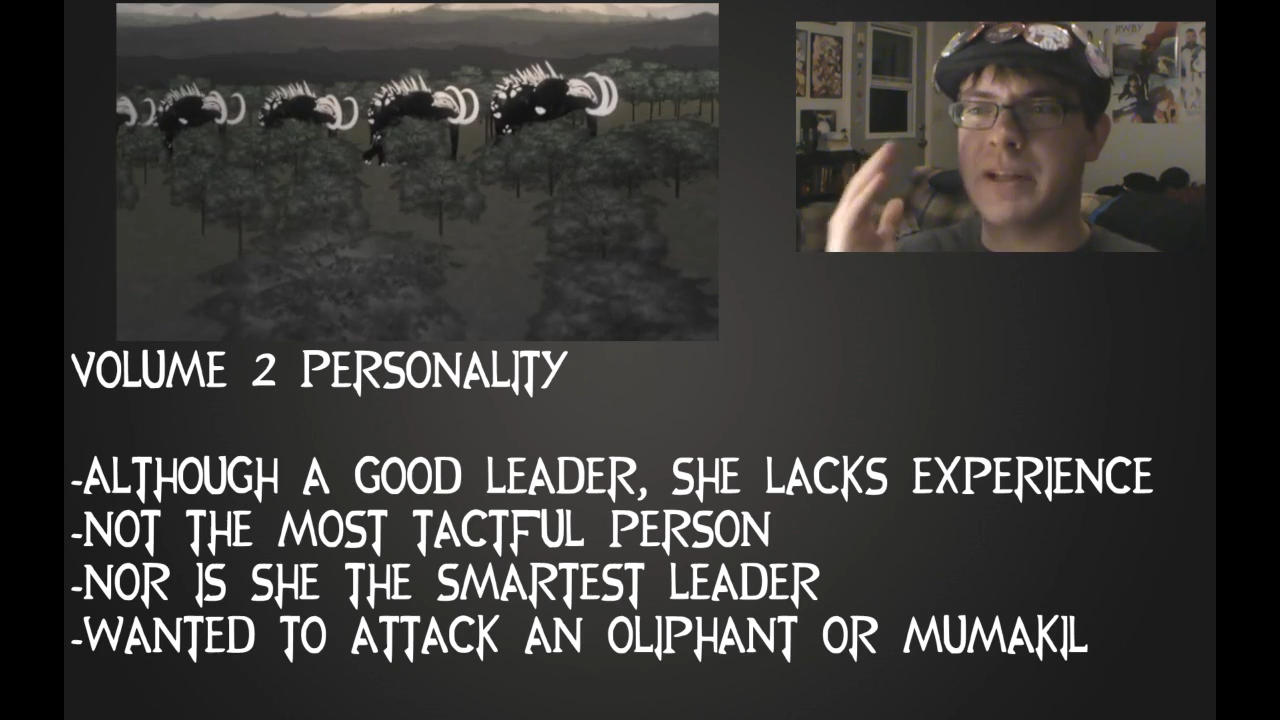 RWBY
VOLUME 2 PERSONALITY
-ALTHOUGH A GOOD LEADER, SHE LACKS EXPERIENCE
-NOT THE MOST TACTFUL PERSON
-NOR IS SHE THE SMARTEST LEADER
-WANTED TO ATTACK AN OLIPHANT OR MUMAKIL